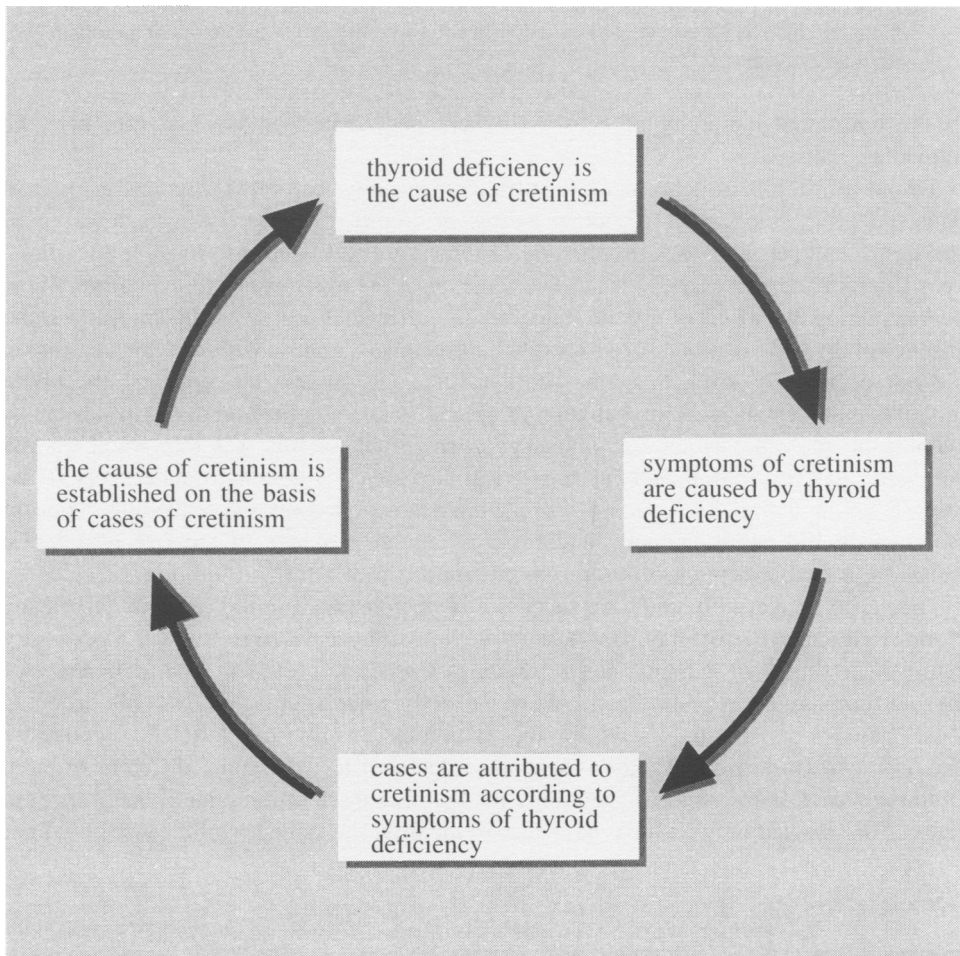 thyroid deficiency is
the cause of cretinism
symptoms of cretinism
are caused by thyroid
deficiency
cases are attributed to
cretinism according to
symptoms of thyroid
deficiency
the cause of cretinism is
established on the basis
of cases of cretinism